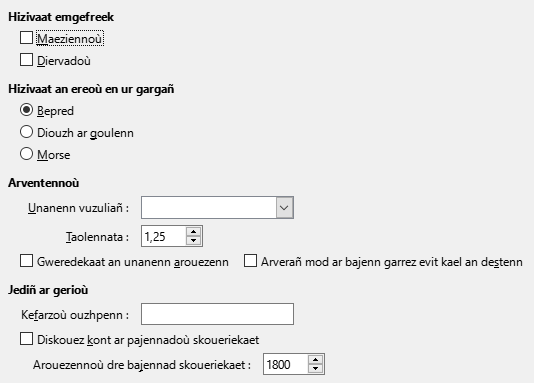 Hizivaat emgefreek
Maeziennoù
Diervadoù
Hizivaat an ereoù en ur gargañ
Bepred
Diouzh ar goulenn
Morse
Arventennoù
Unanenn vuzuliañ :
Taolennata : 1,25
Gweredekaat an unanenn arouezenn Arverañ mod ar bajenn garrez evit kael an destenn
Jediñ ar gerioù
Kefarzoù ouzhpenn :
Diskouez kont ar pajennadoù skoueriekaet
Arouezennoù dre bajennad skoueriekaet : 1800